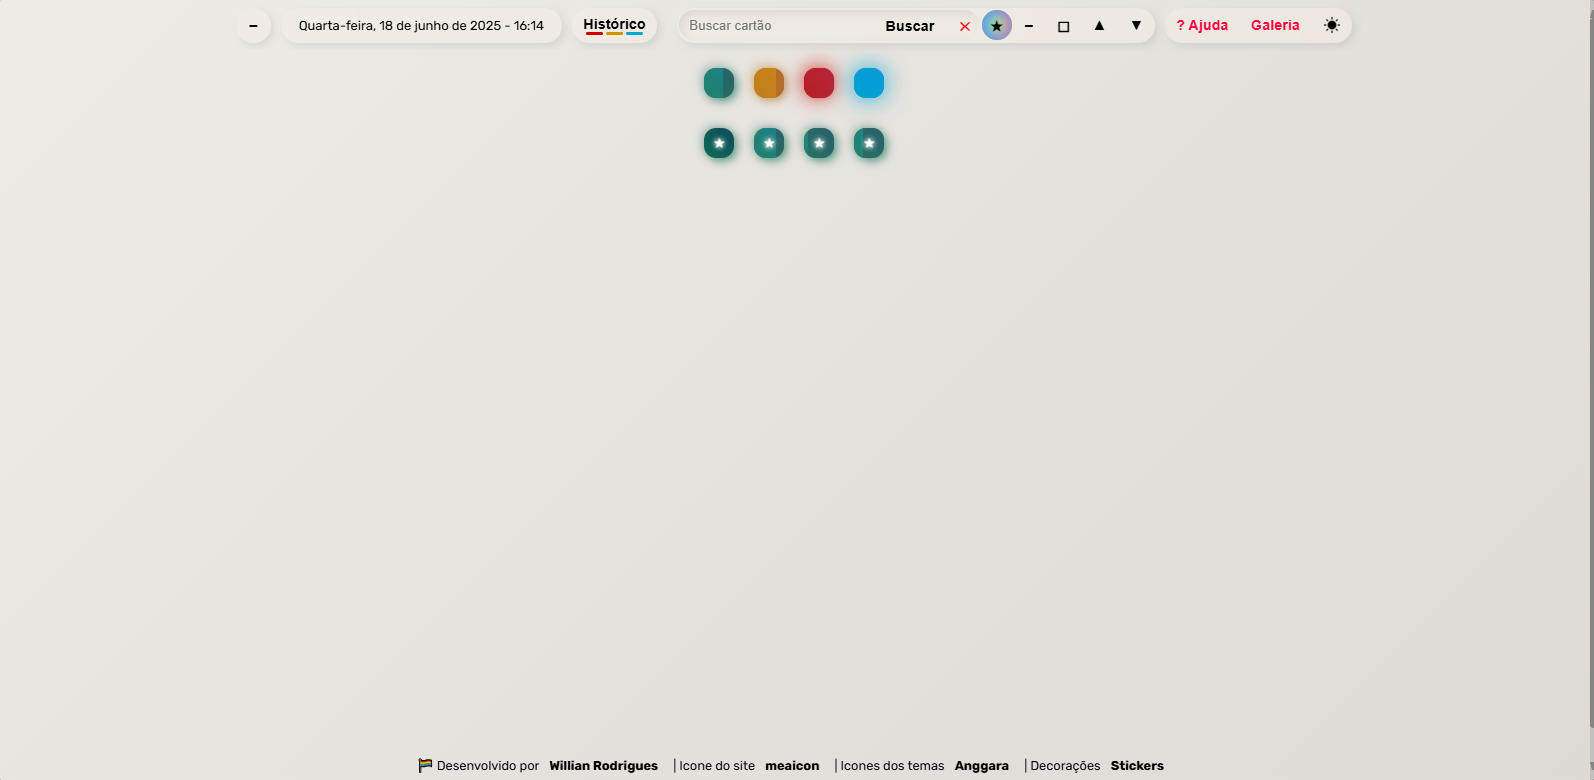 − Quarta-feira, 18 de junho de 2025 - 16:14 Histórico Buscar cartão Buscar × ★ − □ ▲ ▼ ? Ajuda Galeria
Desenvolvido por Willian Rodrigues | Icone do site meaicon | Icones dos temas Anggara | Decorações Stickers